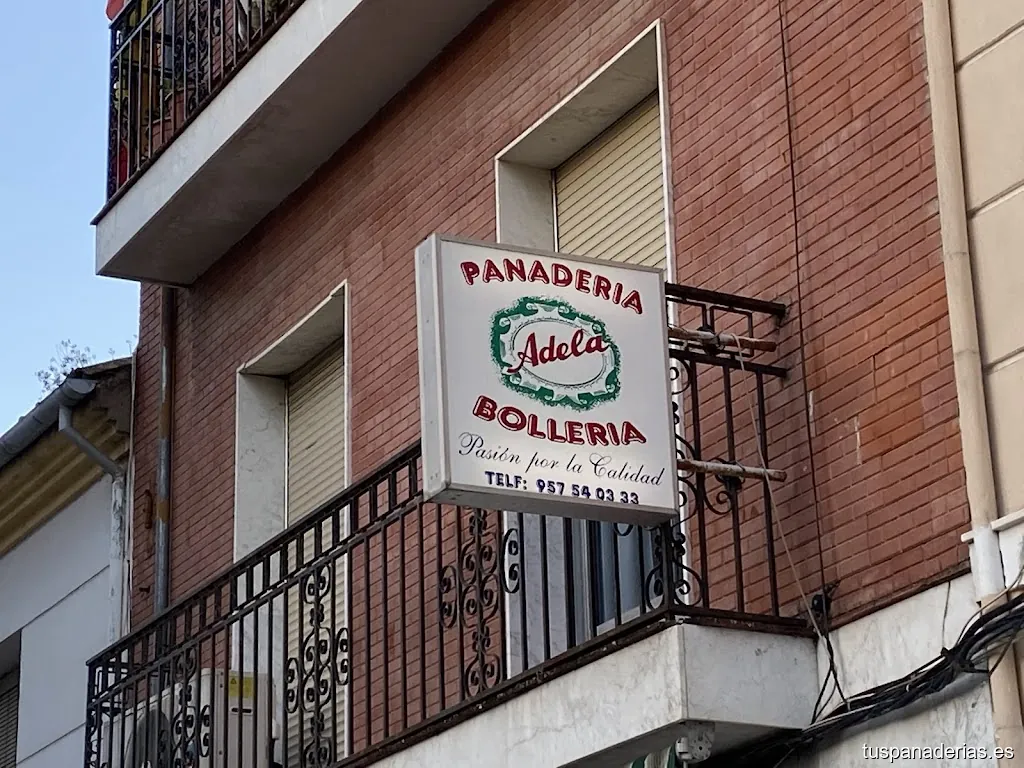 PANADERIA
Adela
BOLLERIA
Pasión por la Calidad
TELF: 957 54 03 33
tuspanaderias.es